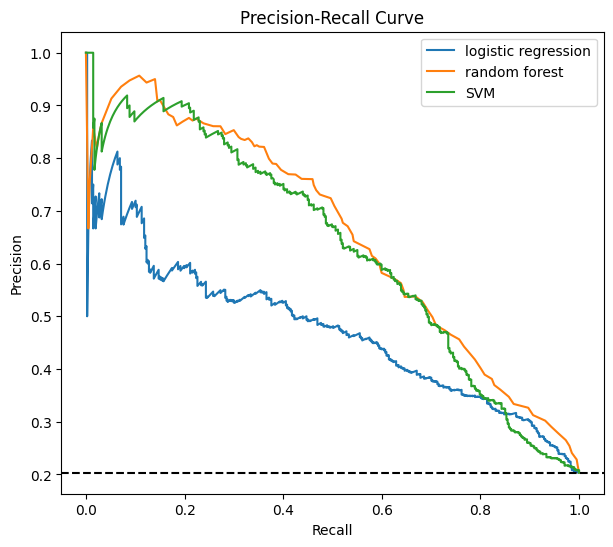 Precision-Recall Curve
logistic regression
random forest
SVM
Precision
1.0
0.9
0.8
0.7
0.6
0.5
0.4
0.3
0.2
0.0 0.2 0.4 0.6 0.8 1.0
Recall